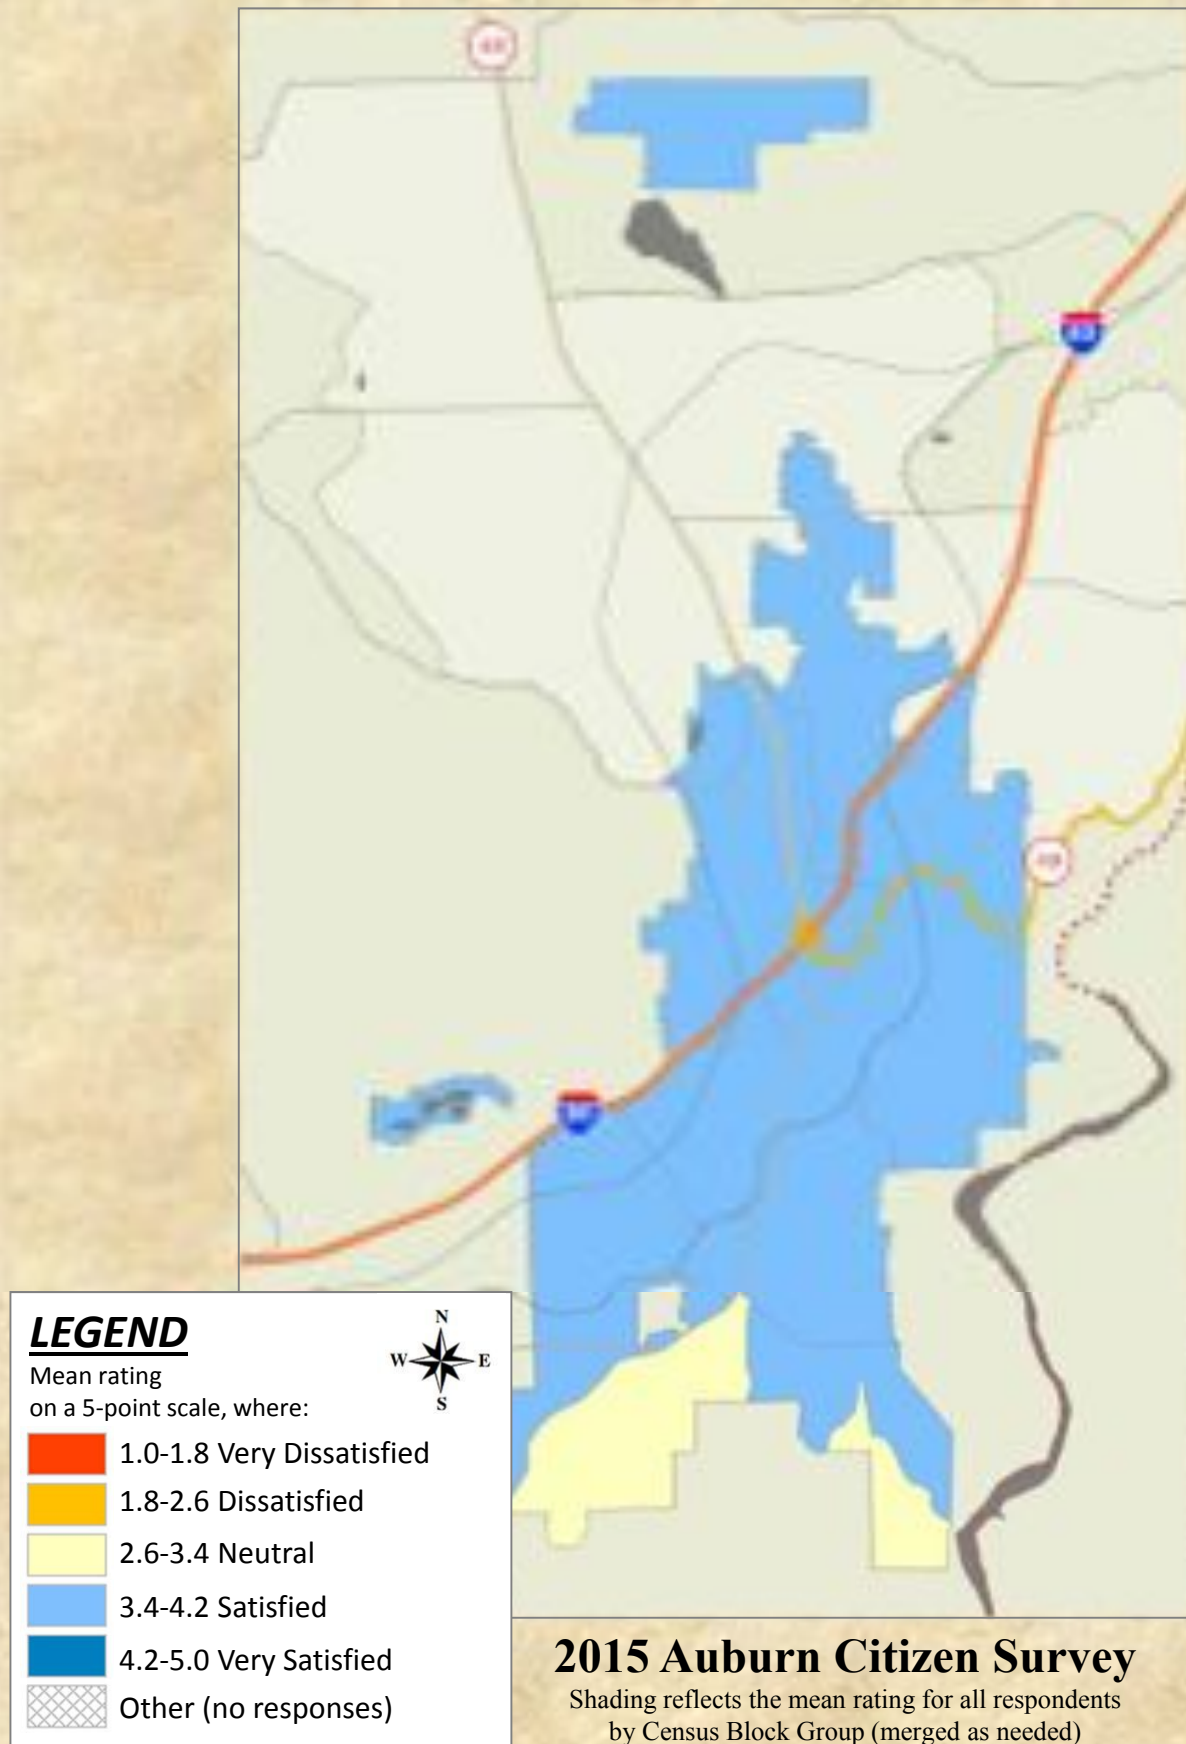 LEGEND
Mean rating
on a 5-point scale, where:
N
W E
S
1.0-1.8 Very Dissatisfied
1.8-2.6 Dissatisfied
2.6-3.4 Neutral
3.4-4.2 Satisfied
4.2-5.0 Very Satisfied
Other (no responses)
2015 Auburn Citizen Survey
Shading reflects the mean rating for all respondents
by Census Block Group (merged as needed)